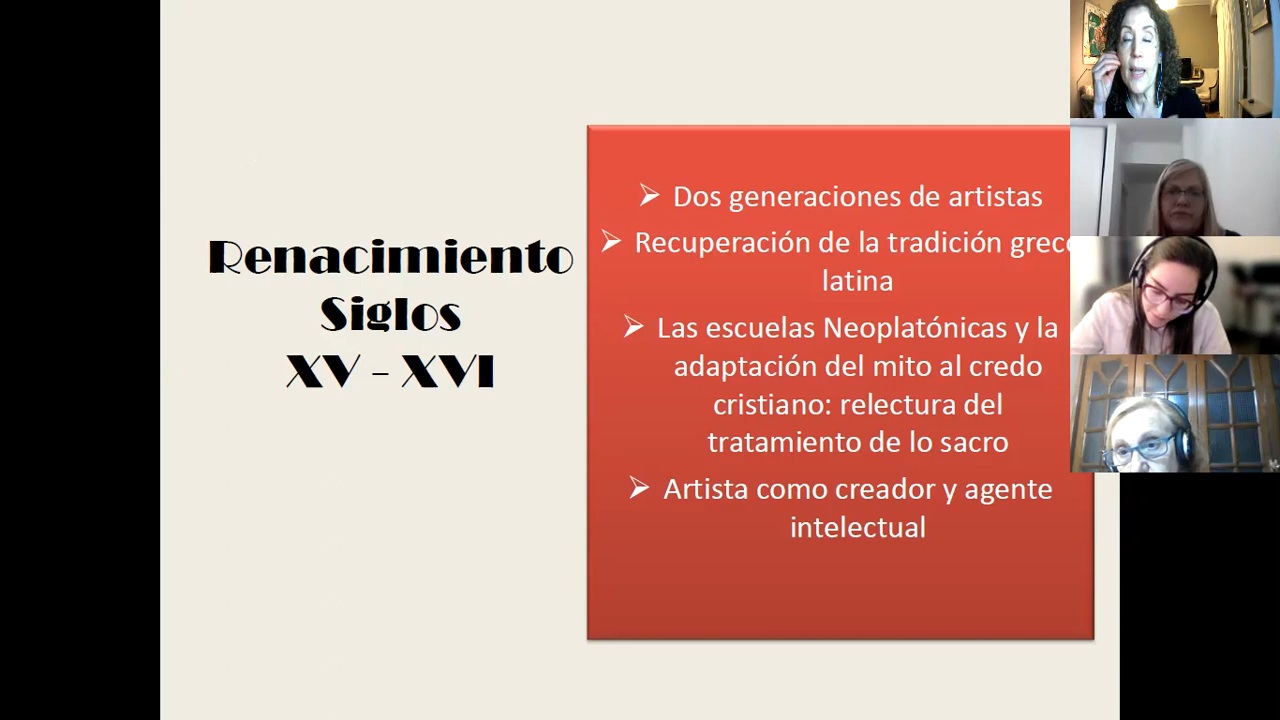 Renacimiento
Siglos
XV – XVI
➢ Dos generaciones de artistas
➢ Recuperación de la tradición grec
latina
➢ Las escuelas Neoplatónicas y la
adaptación del mito al credo
cristiano: relectura del
tratamiento de lo sacro
➢ Artista como creador y agente
intelectual